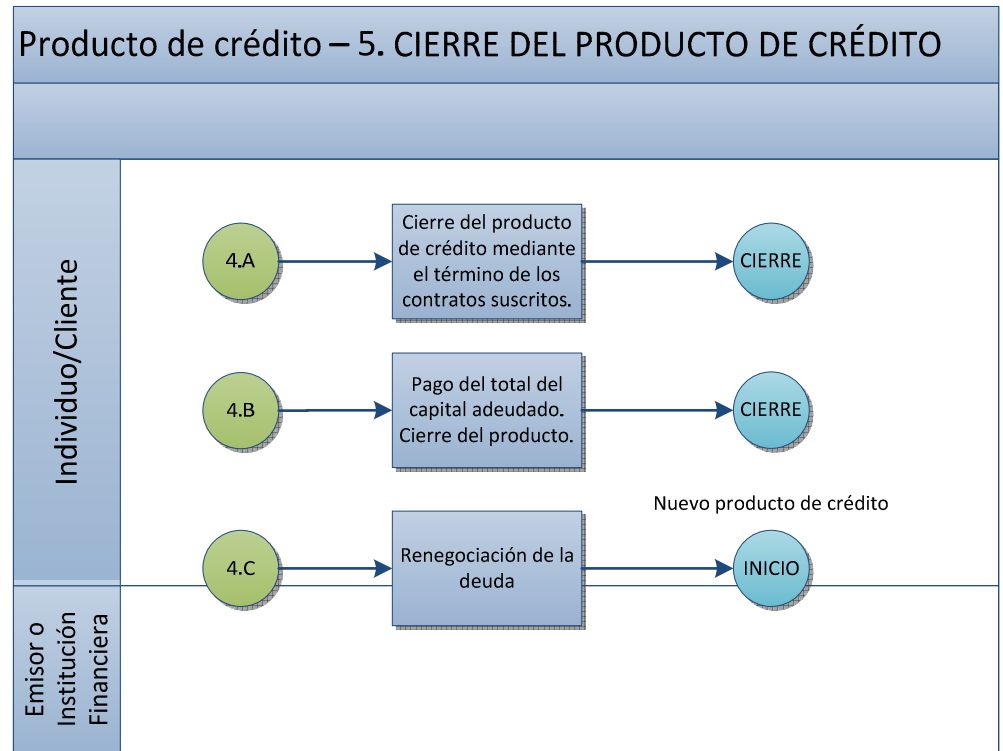 Producto de crédito – 5. CIERRE DEL PRODUCTO DE CRÉDITO
Individuo/Cliente
4.A
Cierre del producto
de crédito mediante
el término de los
contratos suscritos.
CIERRE
4.B
Pago del total del
capital adeudado.
Cierre del producto.
CIERRE
Nuevo producto de crédito
4.C
Renegociación de la
deuda
INICIO
Emisor o
Institución
Financiera